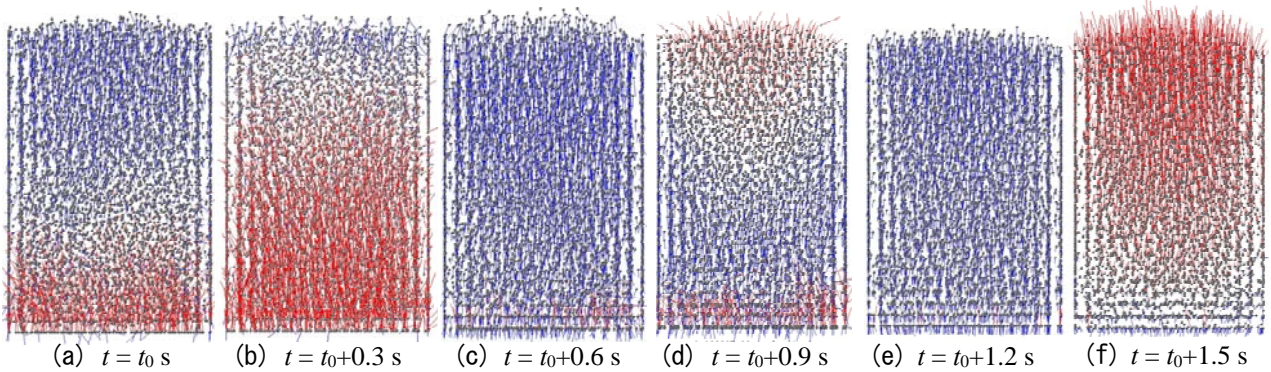 (a) t = t₀ s (b) t = t₀+0.3 s (c) t = t₀+0.6 s (d) t = t₀+0.9 s (e) t = t₀+1.2 s (f) t = t₀+1.5 s